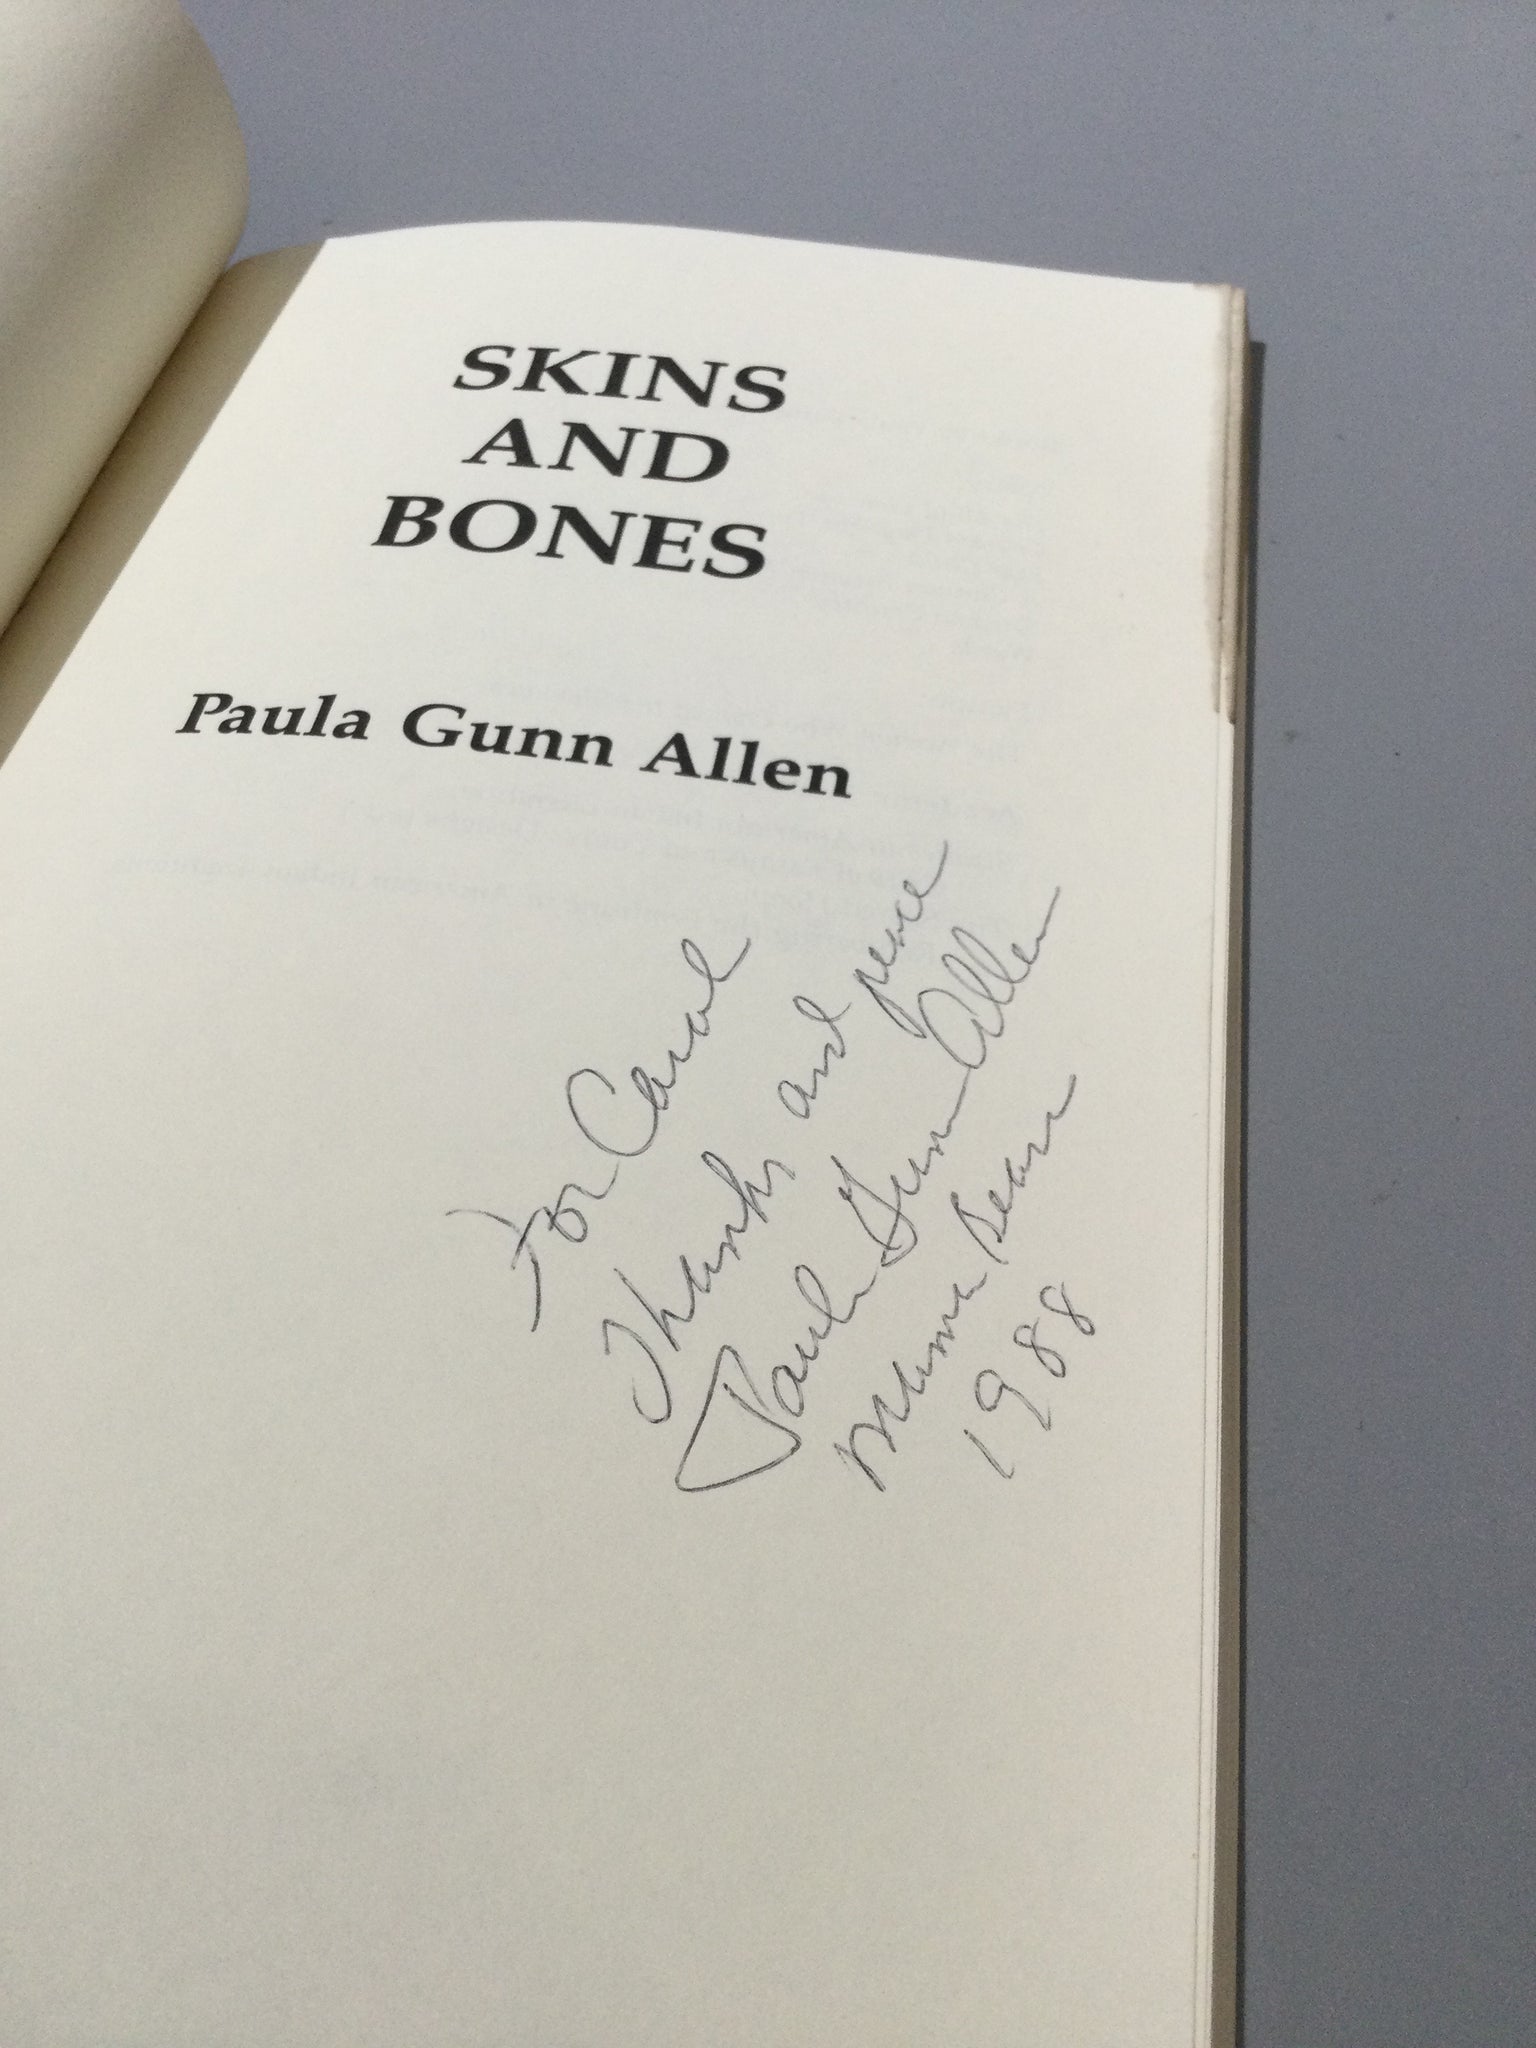 SKINS
AND
BONES
Paula Gunn Allen
For Carol
Thanks and peace
Paula Gunn Allen
1988